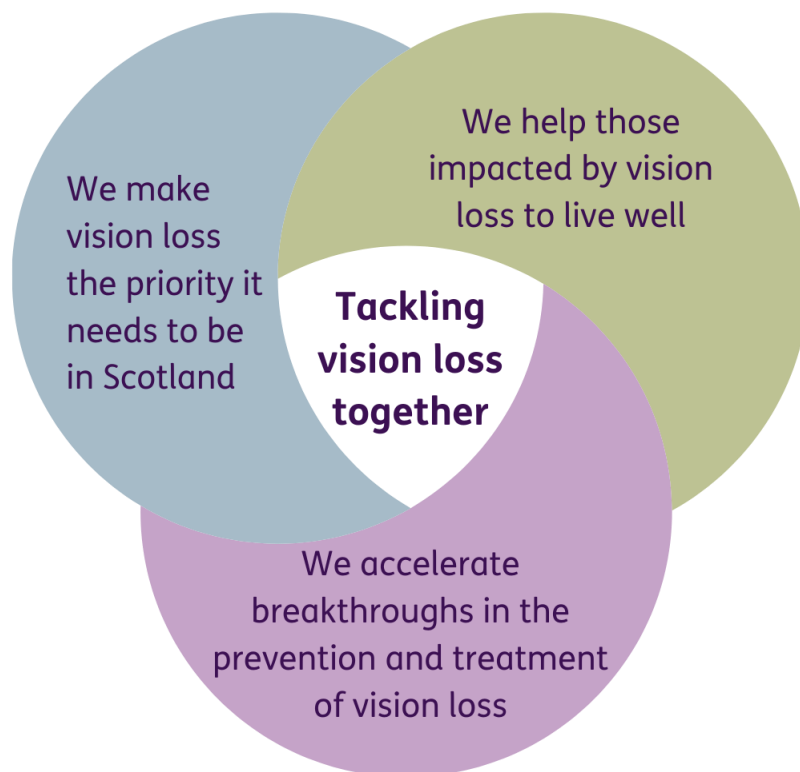 We make
vision loss
the priority it
needs to be
in Scotland
We help those
impacted by vision
loss to live well
Tackling
vision loss
together
We accelerate
breakthroughs in the
prevention and treatment
of vision loss